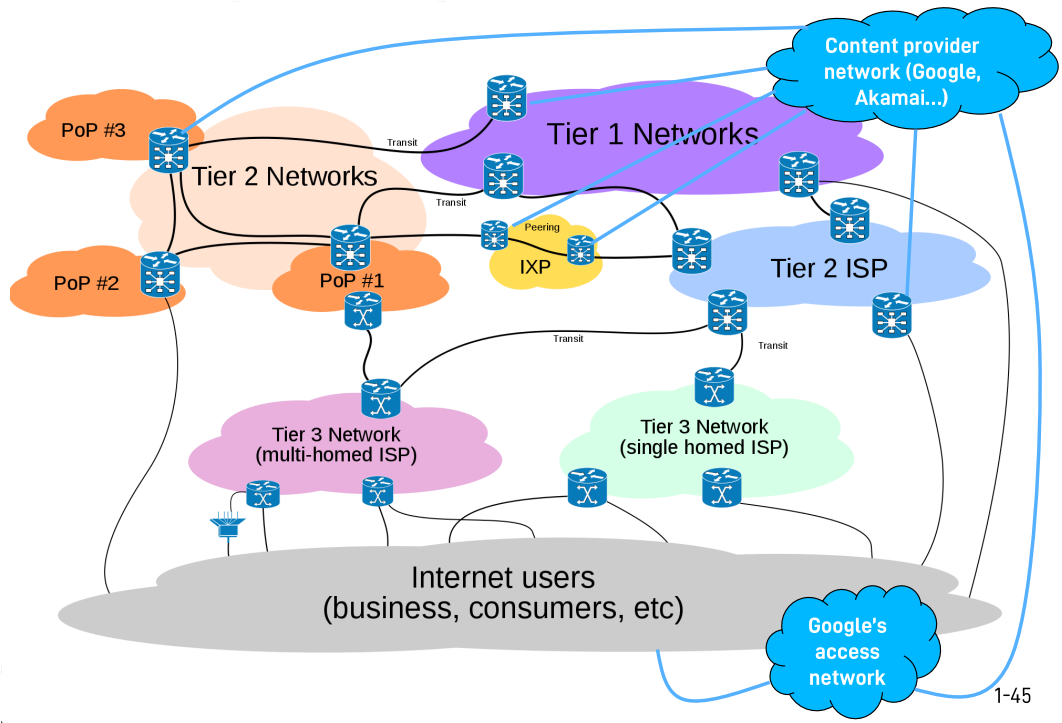 Content provider
network (Google,
Akamai...)
PoP #3
Tier 1 Networks
Transit
Tier 2 Networks
Transit
Peering
IXP
Tier 2 ISP
PoP #2
PoP #1
Transit
Transit
Tier 3 Network
(multi-homed ISP)
Tier 3 Network
(single homed ISP)
Internet users
(business, consumers, etc)
Google's
access
network
1-45